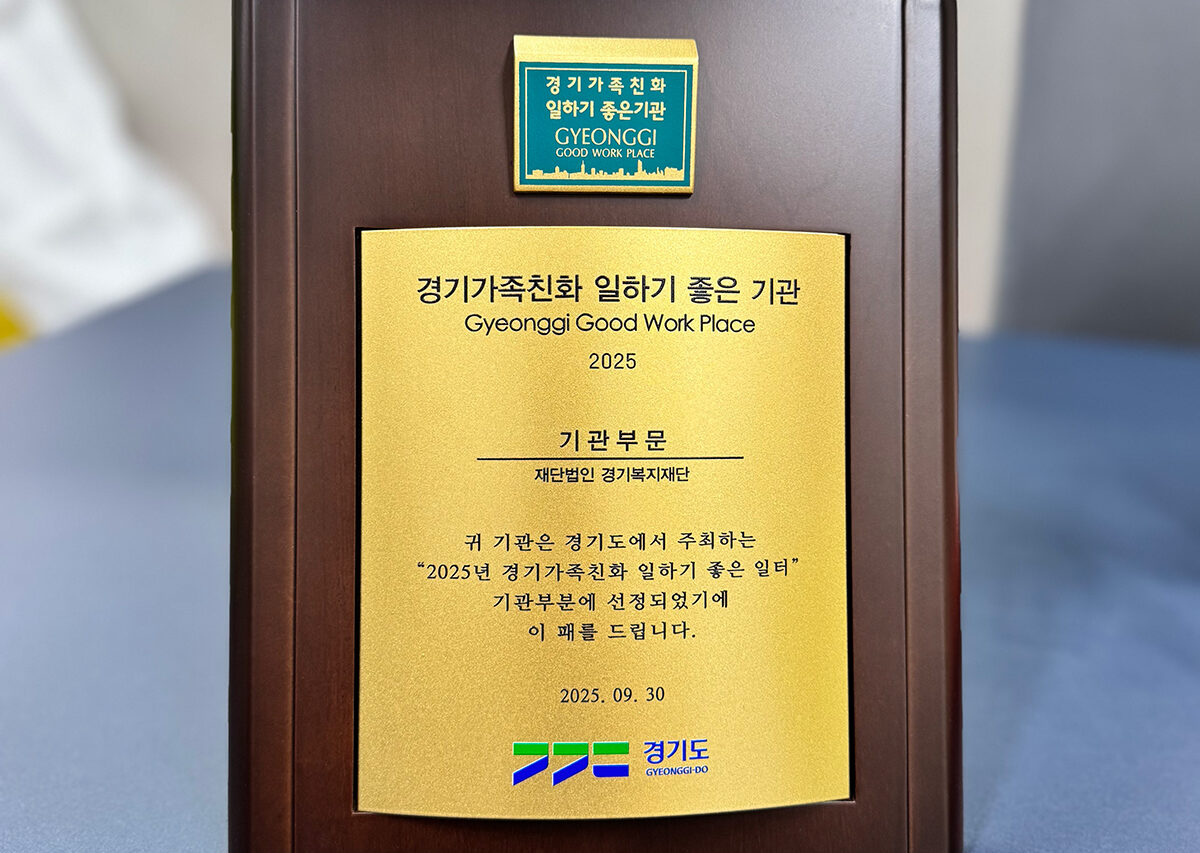 경기가족친화
일하기 좋은기관
GYEONGGI
GOOD WORK PLACE
경기가족친화 일하기 좋은 기관
Gyeonggi Good Work Place
2025
기관부문
재단법인 경기복지재단
귀 기관은 경기도에서 주최하는
“2025년 경기가족친화 일하기 좋은 일터”
기관부분에 선정되었기에
이 패를 드립니다.
2025. 09. 30
경기도
GYEONGGI-DO